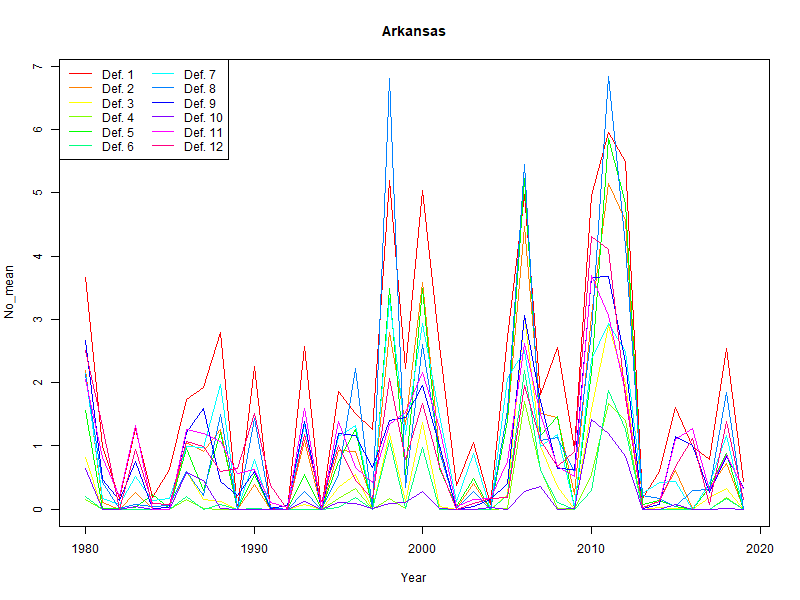 Arkansas
Def. 1 Def. 7
Def. 2 Def. 8
Def. 3 Def. 9
Def. 4 Def. 10
Def. 5 Def. 11
Def. 6 Def. 12
No_mean
7
6
5
4
3
2
1
0
1980 1990 2000 2010 2020
Year